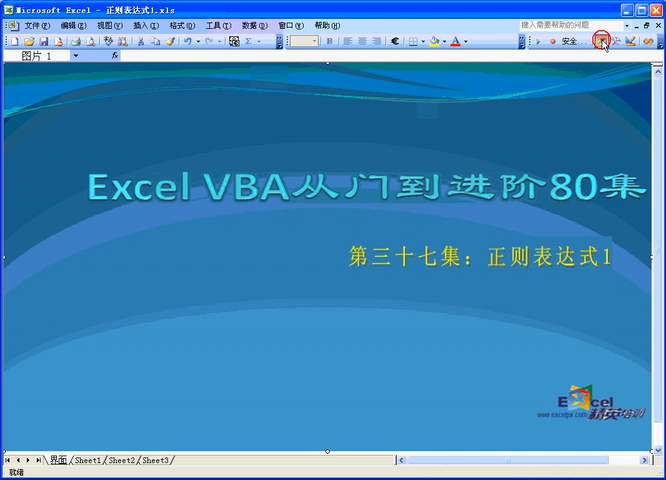 Microsoft Excel - 正则表达式1.xls
文件(F) 编辑(E) 视图(V) 插入(I) 格式(O) 工具(T) 数据(D) 窗口(W) 帮助(H) 键入需要帮助的问题
安全...
图片 1 fx
Excel VBA从门到进阶80集
第三十七集：正则表达式1
Excel
www.excelpx.com 精英培训
界面 Sheet1 Sheet2 Sheet3
就绪